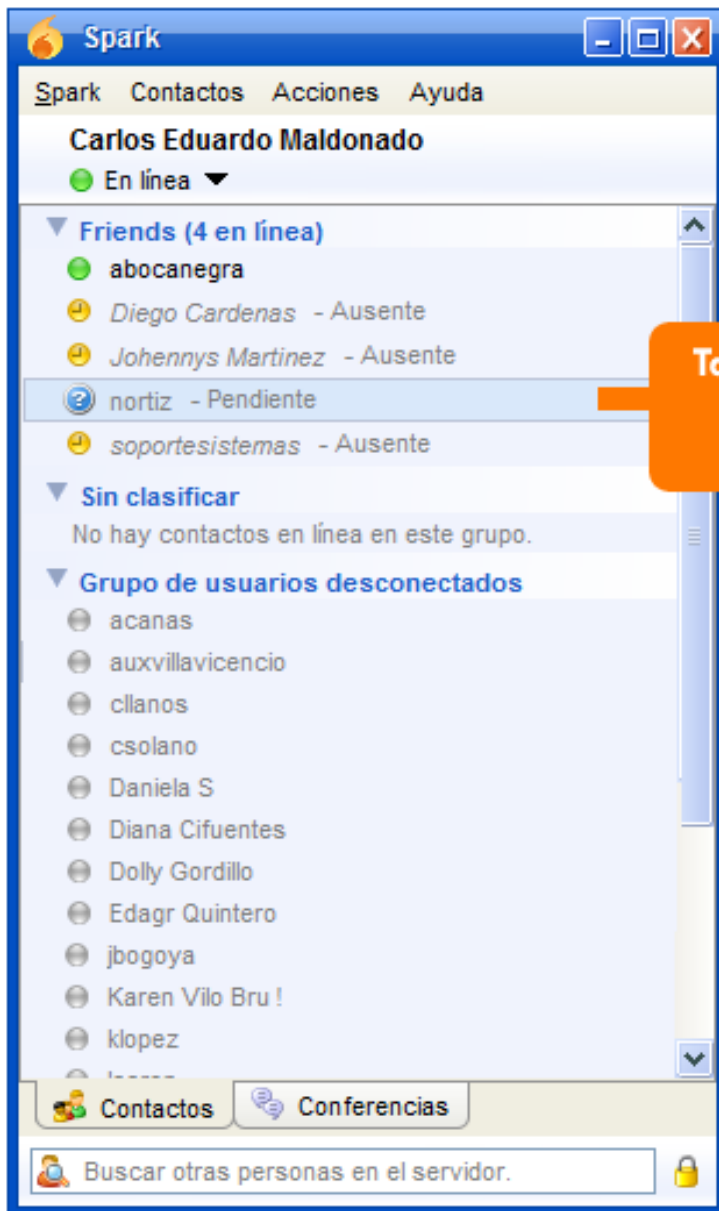 Spark
Spark Contactos Acciones Ayuda
Carlos Eduardo Maldonado
En línea
Friends (4 en línea)
abocanegra
Diego Cardenas - Ausente
Johennys Martinez - Ausente
nortiz - Pendiente
soportesistemas - Ausente
Sin clasificar
No hay contactos en línea en este grupo.
Grupo de usuarios desconectados
acanas
auxvillavicencio
cllanos
csolano
Daniela S
Diana Cifuentes
Dolly Gordillo
Edagr Quintero
jbogoya
Karen Vilo Bru !
klopez
Contactos Conferencias
Buscar otras personas en el servidor.